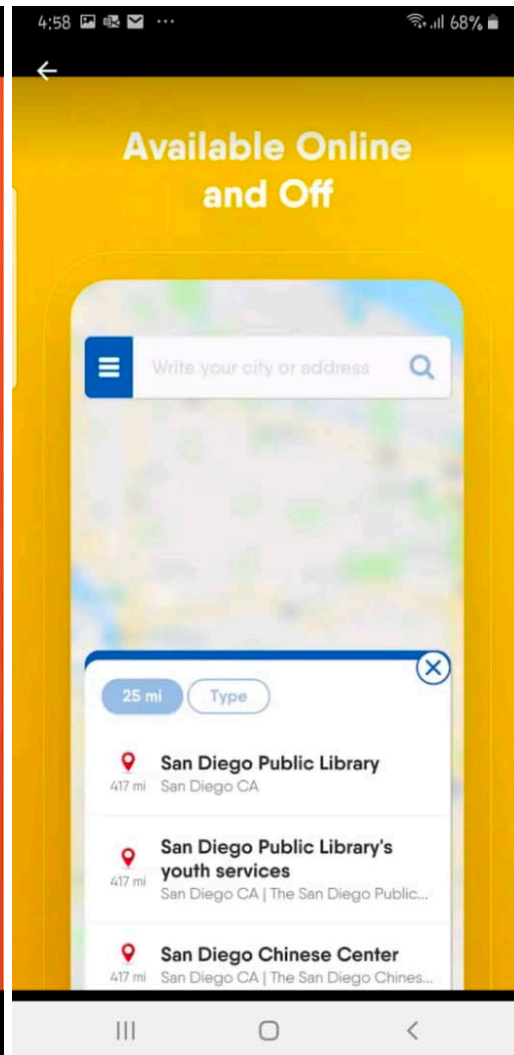 4:58 68%
Available Online
and Off
Write your city or address
25 mi Type
San Diego Public Library
417 mi San Diego CA
San Diego Public Library's
youth services
417 mi
San Diego CA | The San Diego Public...
San Diego Chinese Center
417 mi San Diego CA | The San Diego Chines...